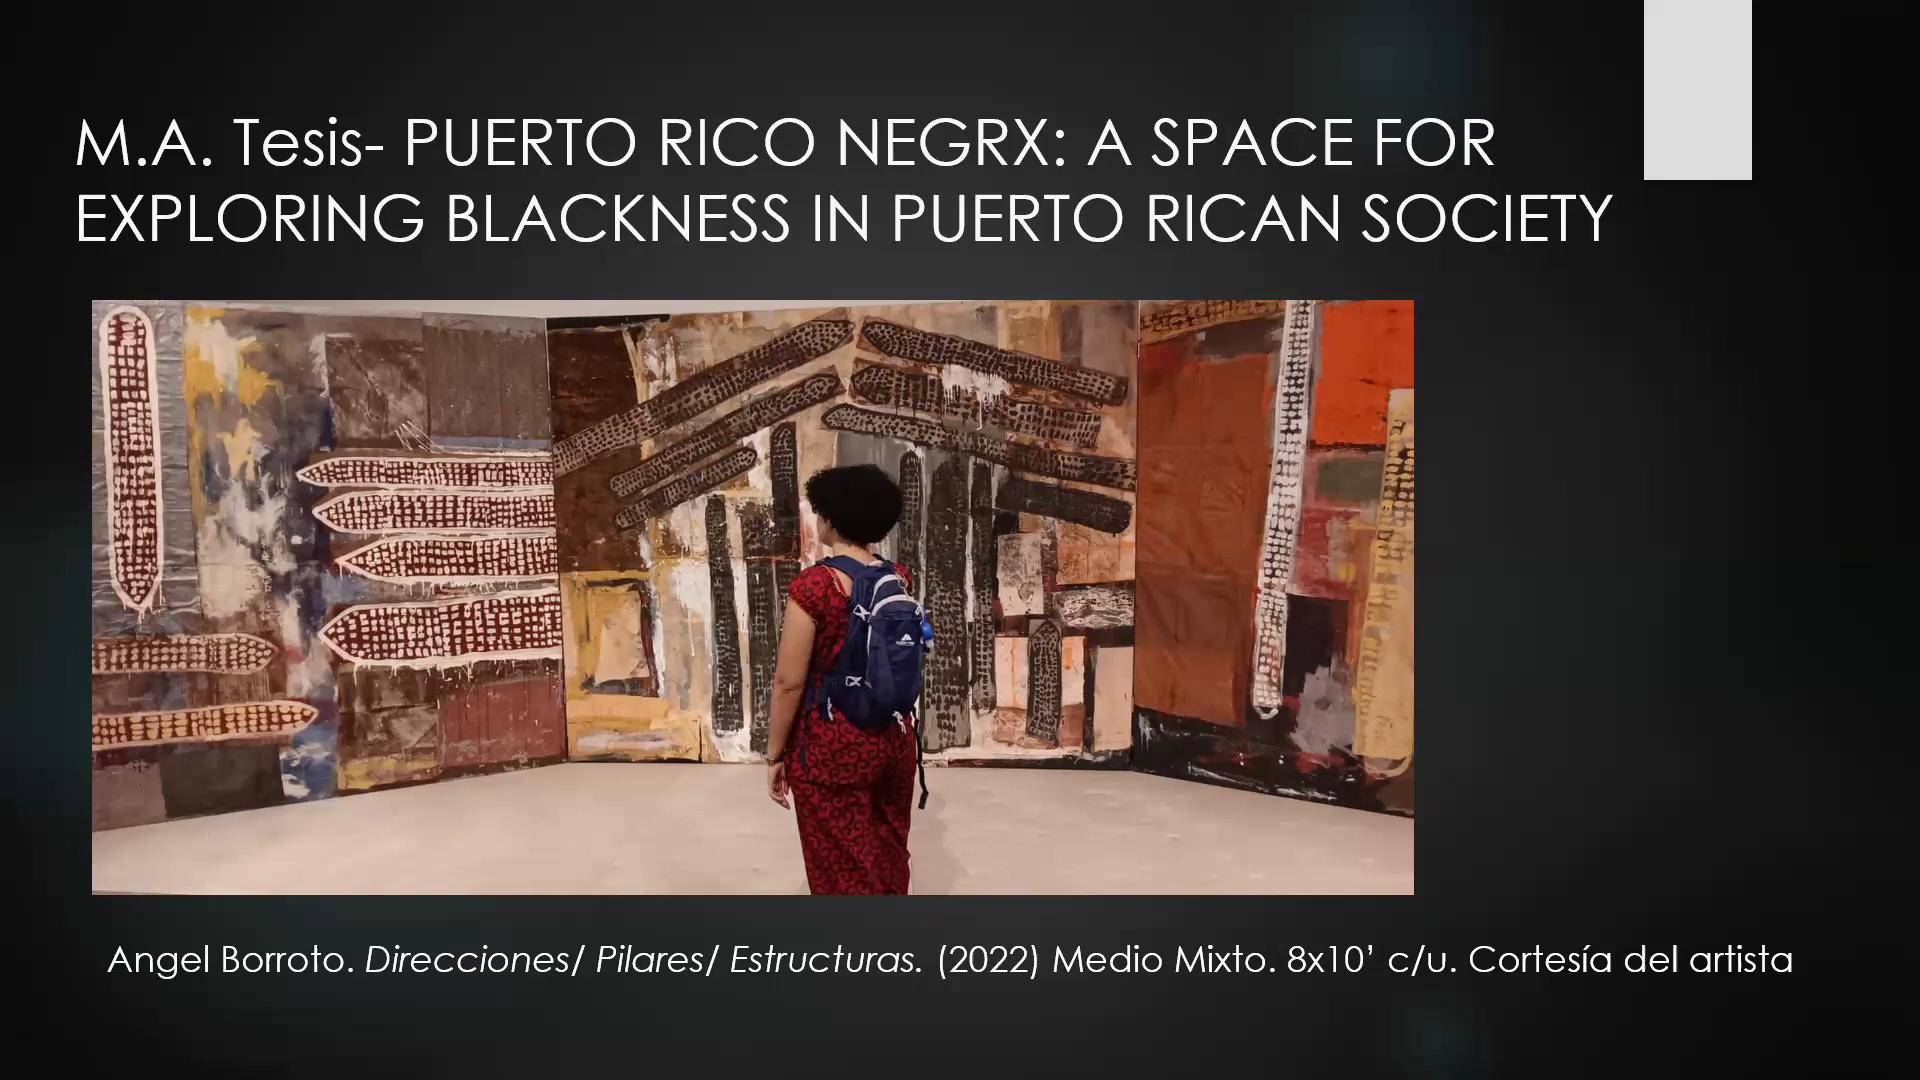 M.A. Tesis- PUERTO RICO NEGRX: A SPACE FOR
EXPLORING BLACKNESS IN PUERTO RICAN SOCIETY
Angel Borroto. Direcciones/ Pilares/ Estructuras. (2022) Medio Mixto. 8x10’ c/u. Cortesía del artista